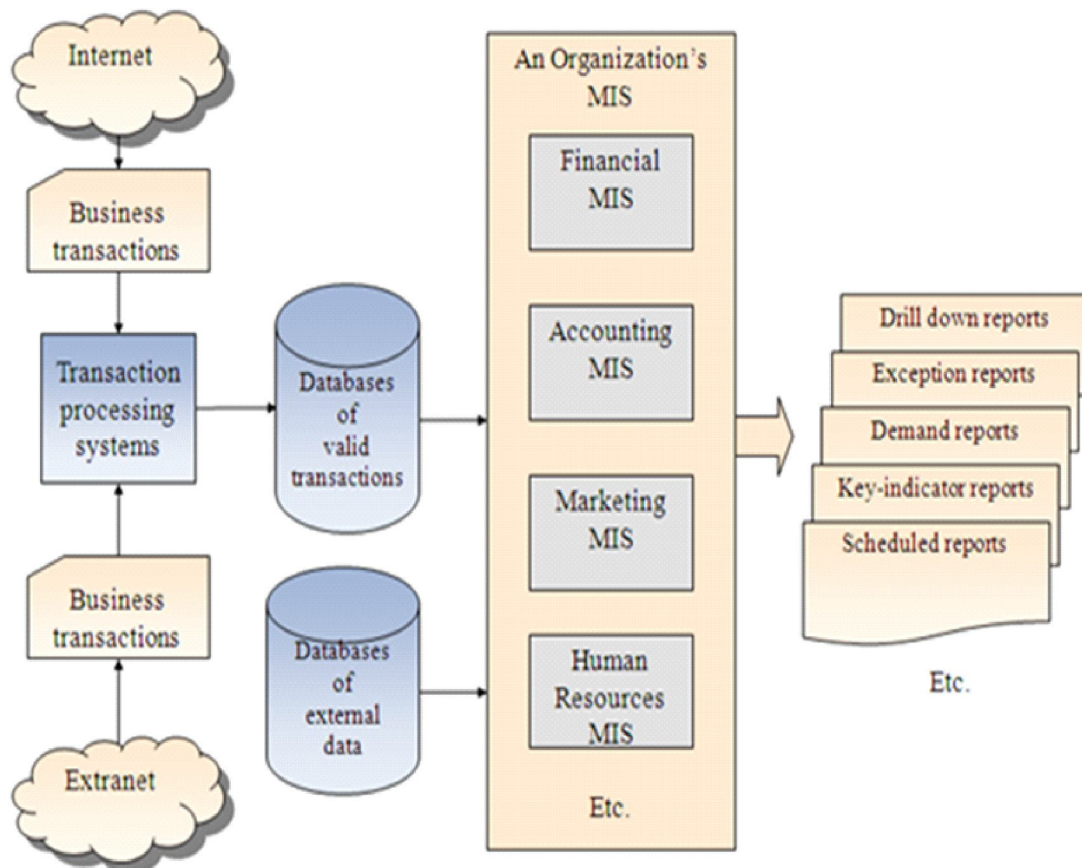 Internet
Business
transactions
Transaction
processing
systems
Business
transactions
Extranet
Databases
of
valid
transactions
Databases
of
external
data
An Organization's
MIS
Financial
MIS
Accounting
MIS
Marketing
MIS
Human
Resources
MIS
Etc.
Drill down reports
Exception reports
Demand reports
Key-indicator reports
Scheduled reports
Etc.